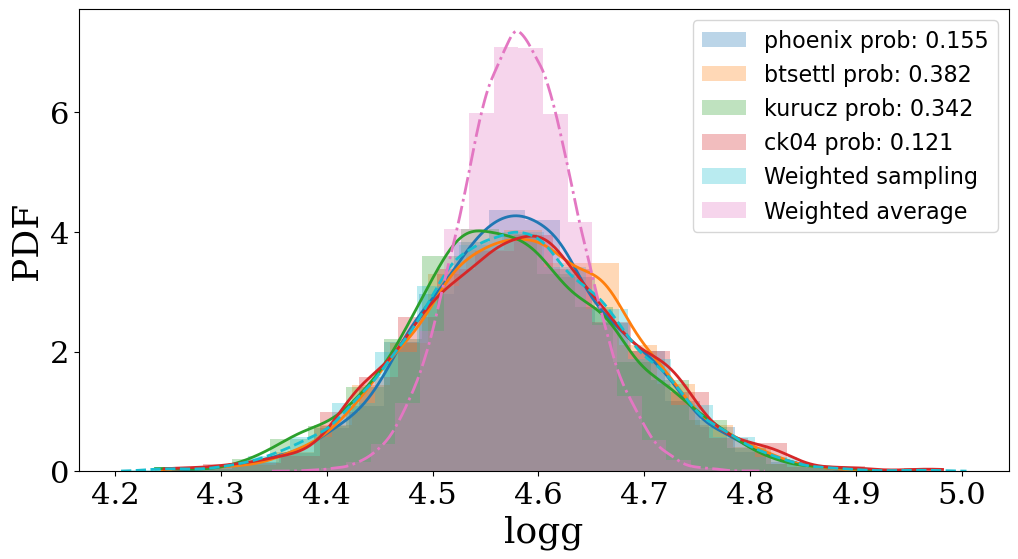 phoenix prob: 0.155
btsettl prob: 0.382
kurucz prob: 0.342
ck04 prob: 0.121
Weighted sampling
Weighted average
PDF
6
4
2
0
4.2 4.3 4.4 4.5 4.6 4.7 4.8 4.9 5.0
logg